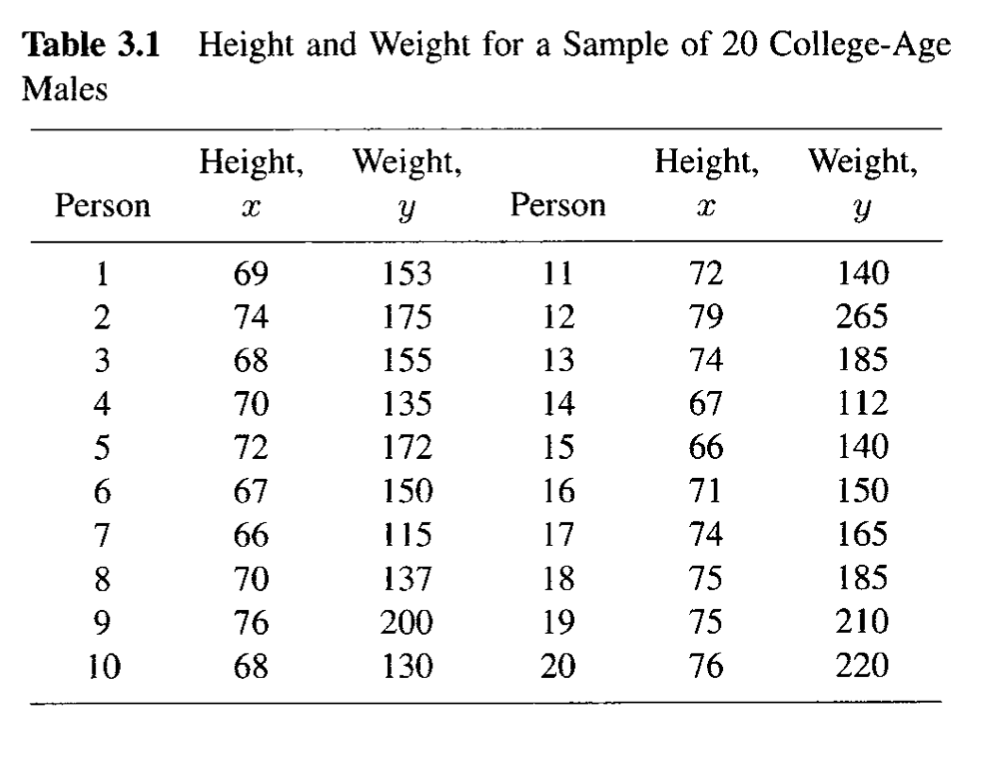 Table 3.1 Height and Weight for a Sample of 20 College-Age
Males
Height, Weight, Height, Weight,
Person x y Person x y
1 69 153 11 72 140
2 74 175 12 79 265
3 68 155 13 74 185
4 70 135 14 67 112
5 72 172 15 66 140
6 67 150 16 71 150
7 66 115 17 74 165
8 70 137 18 75 185
9 76 200 19 75 210
10 68 130 20 76 220